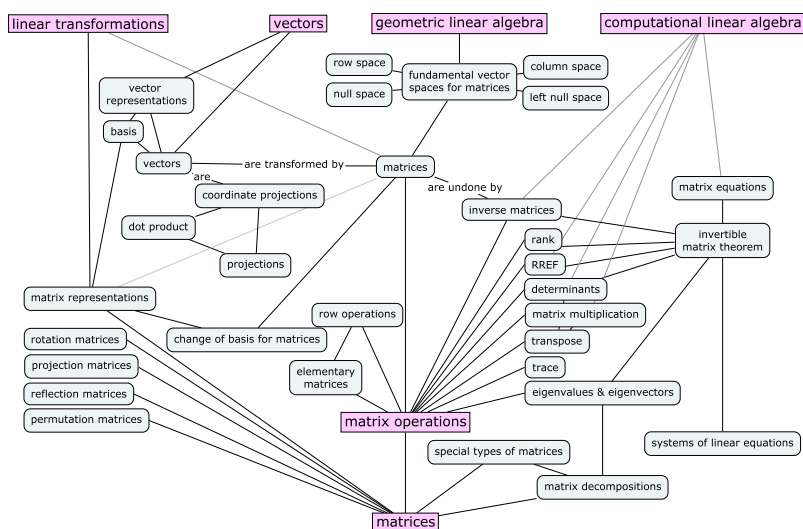 linear transformations
vectors
geometric linear algebra
computational linear algebra
row space
null space
fundamental vector
spaces for matrices
column space
left null space
vector
representations
basis
vectors
are transformed by
matrices
are
are undone by
coordinate projections
inverse matrices
matrix equations
dot product
rank
invertible
matrix theorem
projections
RREF
determinants
matrix representations
row operations
matrix multiplication
rotation matrices
change of basis for matrices
transpose
projection matrices
elementary
matrices
trace
reflection matrices
eigenvalues & eigenvectors
permutation matrices
matrix operations
special types of matrices
systems of linear equations
matrix decompositions
matrices